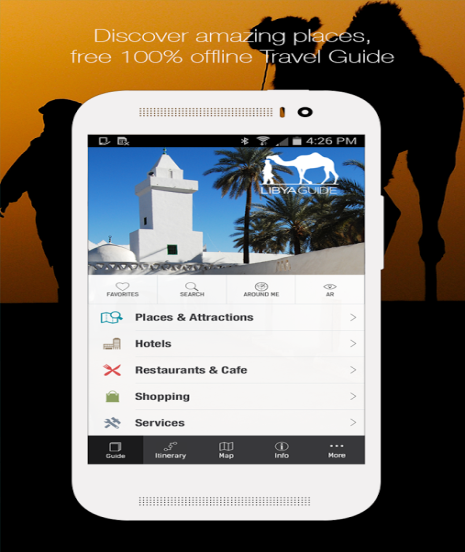 Discover amazing places,
free 100% offline Travel Guide
4:26 PM
LIBYA GUIDE
FAVORITES
SEARCH
AROUND ME
AR
Places & Attractions
Hotels
Restaurants & Cafe
Shopping
Services
Guide
Itinerary
Map
Info
More